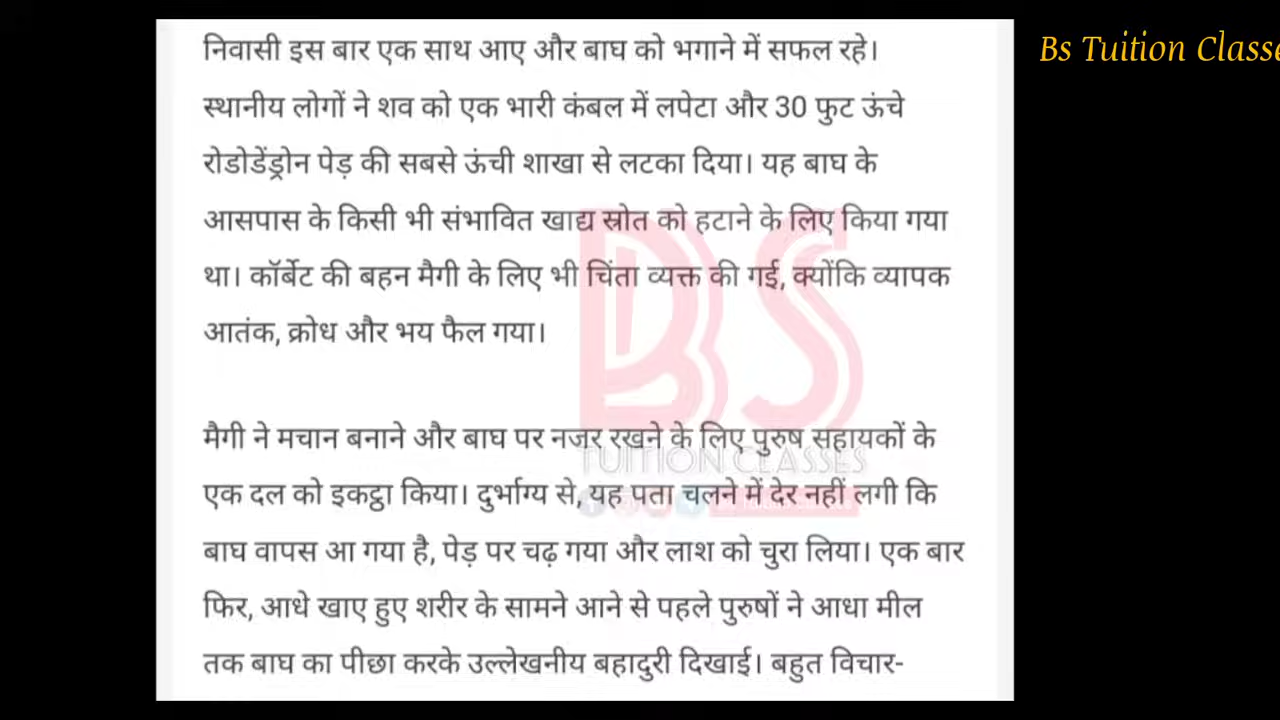 Bs Tuition Classe
निवासी इस बार एक साथ आए और बाघ को भगाने में सफल रहे।
स्थानीय लोगों ने शव को एक भारी कंबल में लपेटा और 30 फुट ऊंचे
रोडोडेंड्रोन पेड़ की सबसे ऊंची शाखा से लटका दिया। यह बाघ के
आसपास के किसी भी संभावित खाद्य स्रोत को हटाने के लिए किया गया
था। कॉर्बेट की बहन मैगी के लिए भी चिंता व्यक्त की गई, क्योंकि व्यापक
आतंक, क्रोध और भय फैल गया।
मैगी ने मचान बनाने और बाघ पर नजर रखने के लिए पुरुष सहायकों के
एक दल को इकट्ठा किया। दुर्भाग्य से, यह पता चलने में देर नहीं लगी कि
बाघ वापस आ गया है, पेड़ पर चढ़ गया और लाश को चुरा लिया। एक बार
फिर, आधे खाए हुए शरीर के सामने आने से पहले पुरुषों ने आधा मील
तक बाघ का पीछा करके उल्लेखनीय बहादुरी दिखाई। बहुत विचार-
BS
TUITION CLASSES